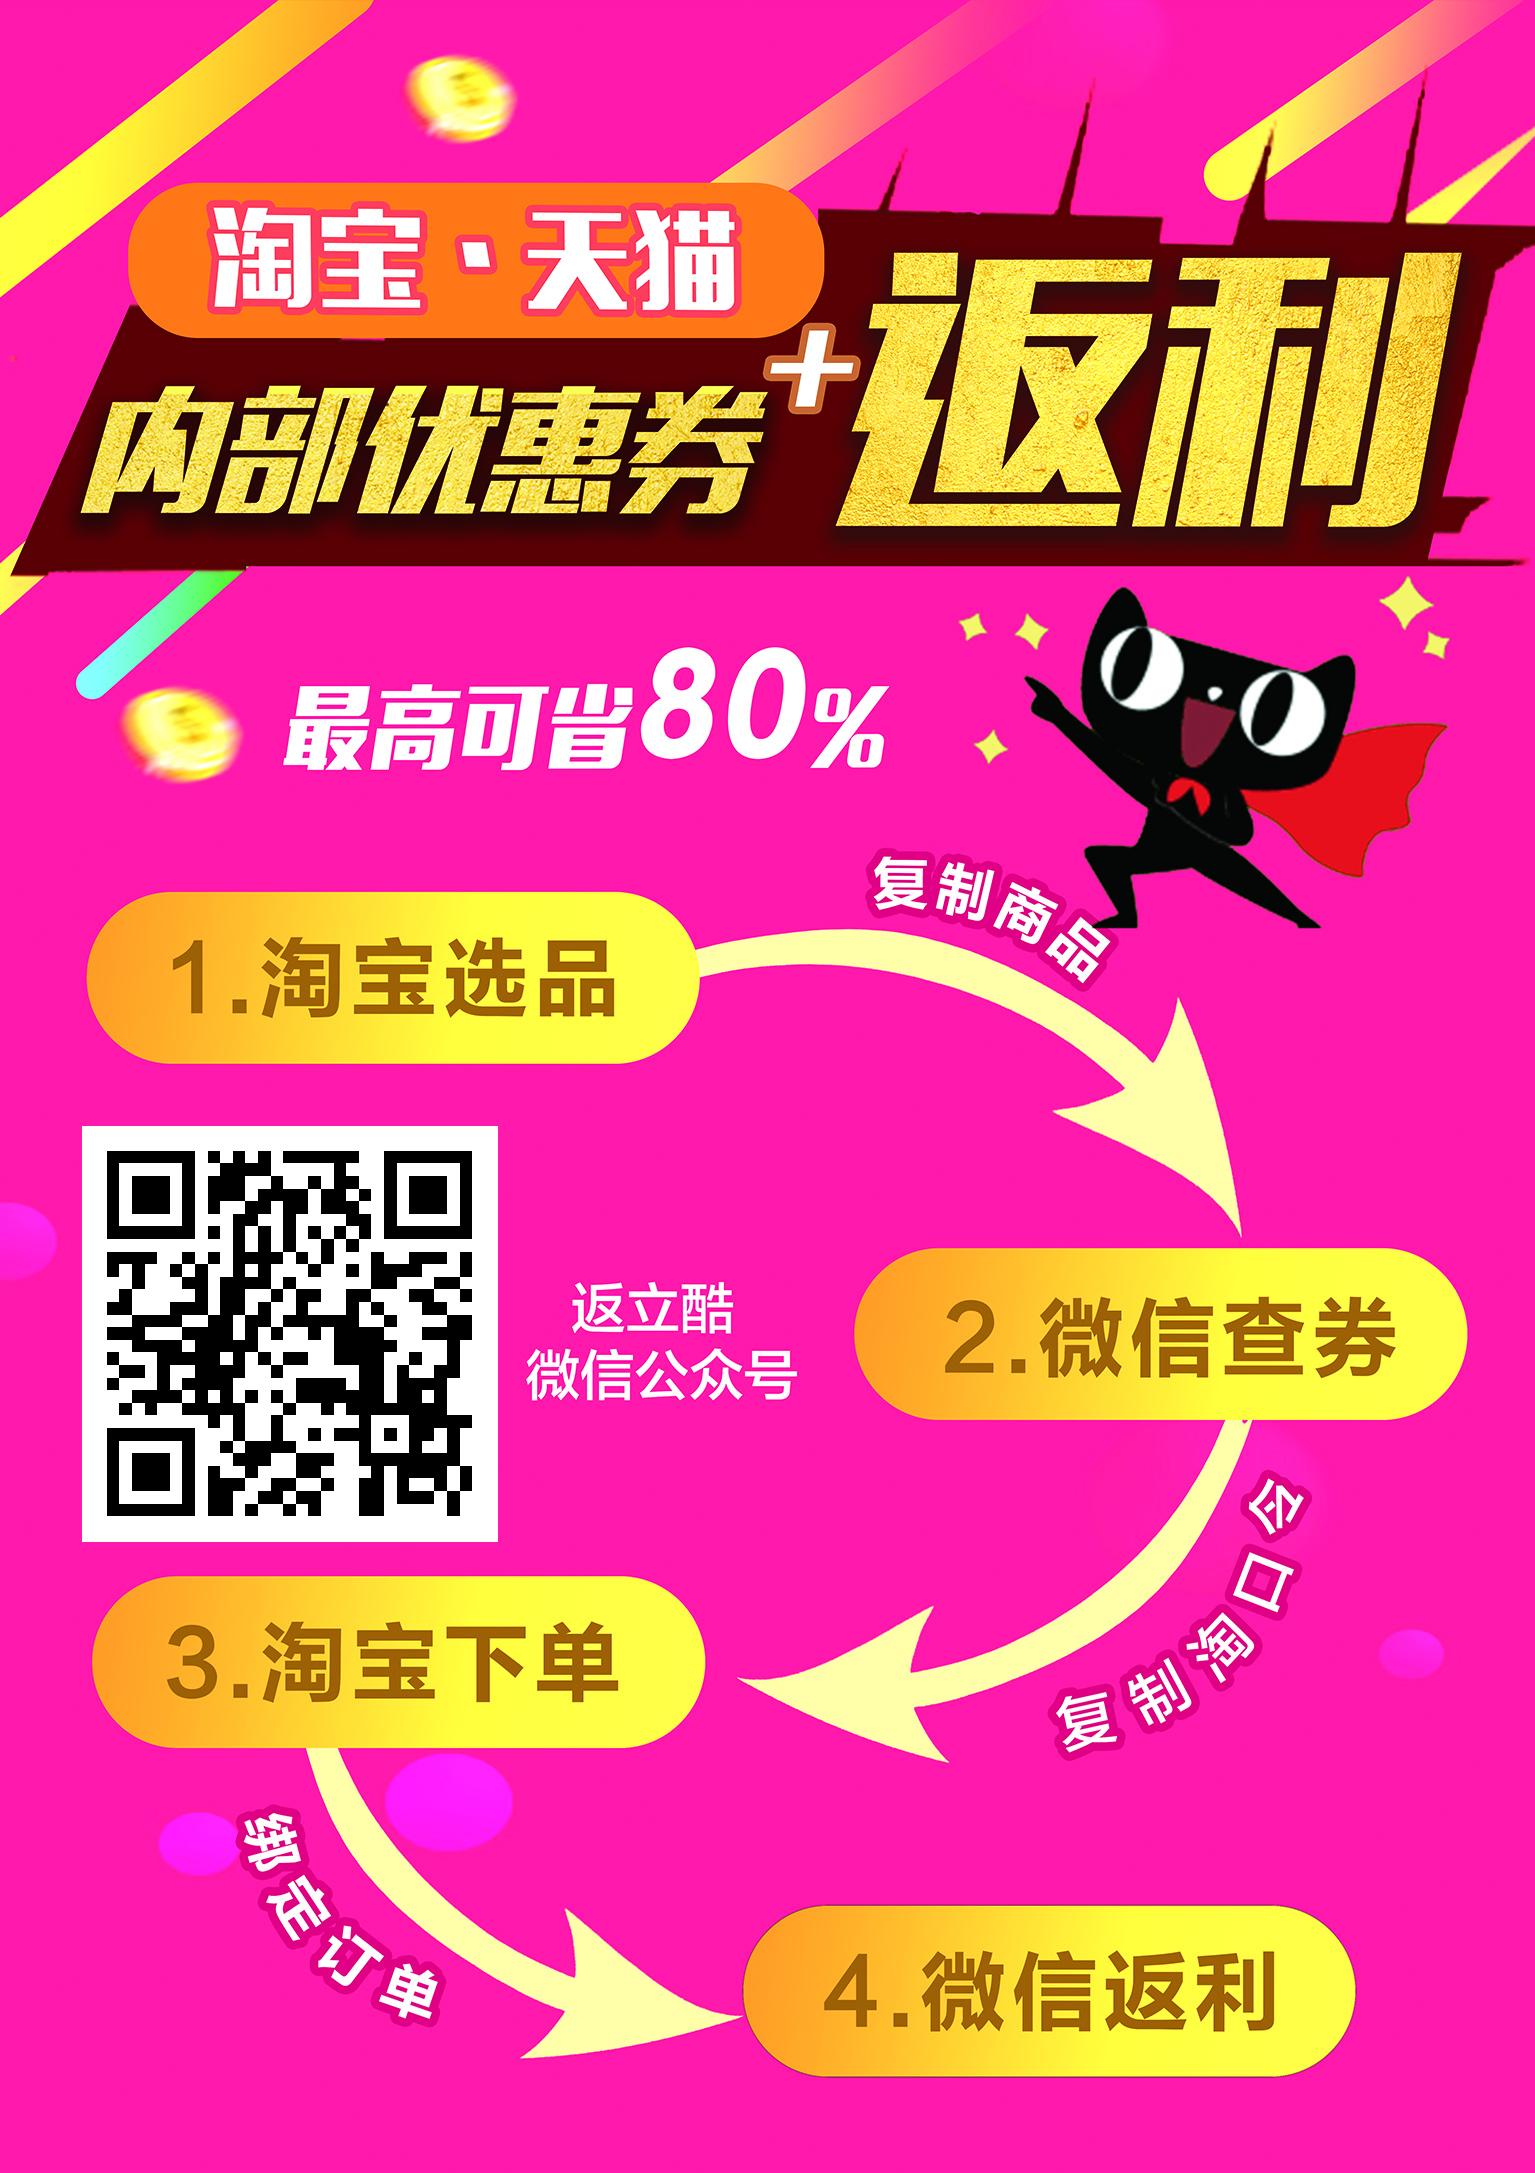 淘宝·天猫
内部优惠券+返利
最高可省80%
复制商品
1.淘宝选品
返立酷
微信公众号
2.微信查券
复制淘口令
3.淘宝下单
绑定订单
4.微信返利